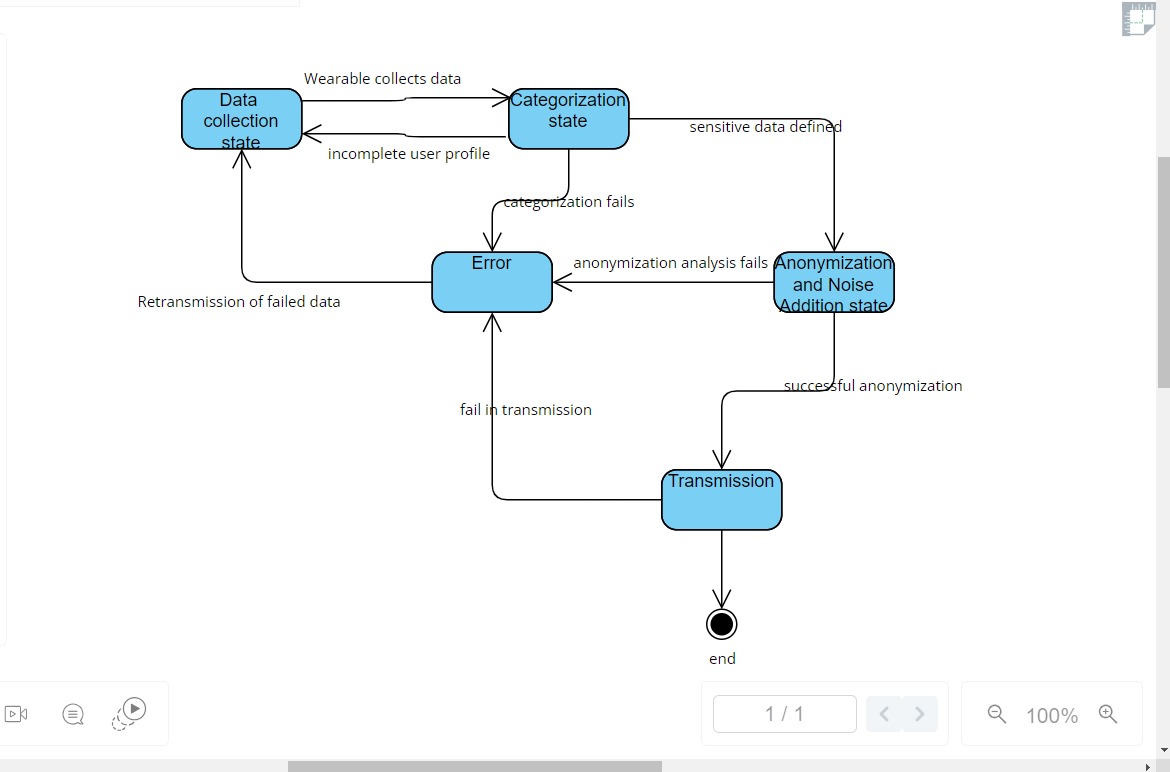 Wearable collects data
Data
collection
state
Categorization
state
sensitive data defined
incomplete user profile
categorization fails
Error
anonymization analysis fails
Anonymization
and Noise
Addition state
Retransmission of failed data
successful anonymization
fail in transmission
Transmission
end
1 / 1
100%